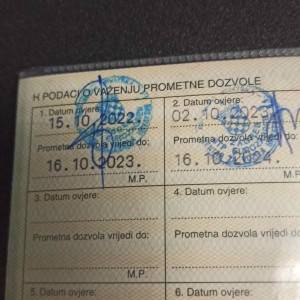 H PODACI O VAŽENJU PROMETNE DOZVOLE
1. Datum ovjere:
15.10.2022.
2. Datum ovjere:
02.10.2023.
Prometna dozvola vrijedi do:
16.10.2023.
M.P.
Prometna dozvola vrijedi do:
16.10.2024.
M.P.
3. Datum ovjere:
4. Datum ovjere:
Prometna dozvola vrijedi do:
M.P.
Prometna dozvola vrijedi do:
M.P.
5. Datum ovjere:
6. Datum ovjere: